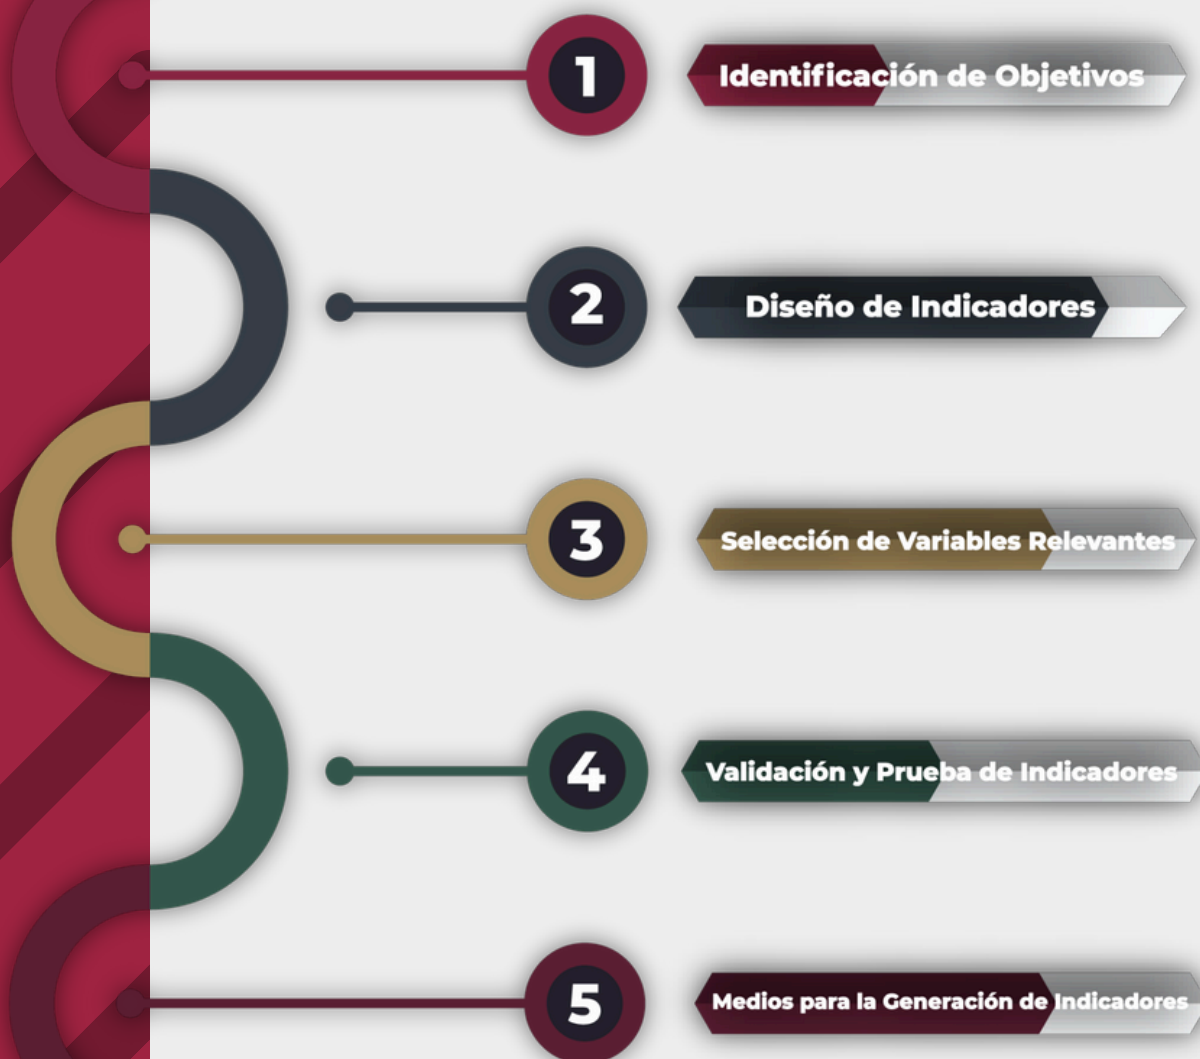 1
Identificación de Objetivos
2
Diseño de Indicadores
3
Selección de Variables Relevantes
4
Validación y Prueba de Indicadores
5
Medios para la Generación de Indicadores